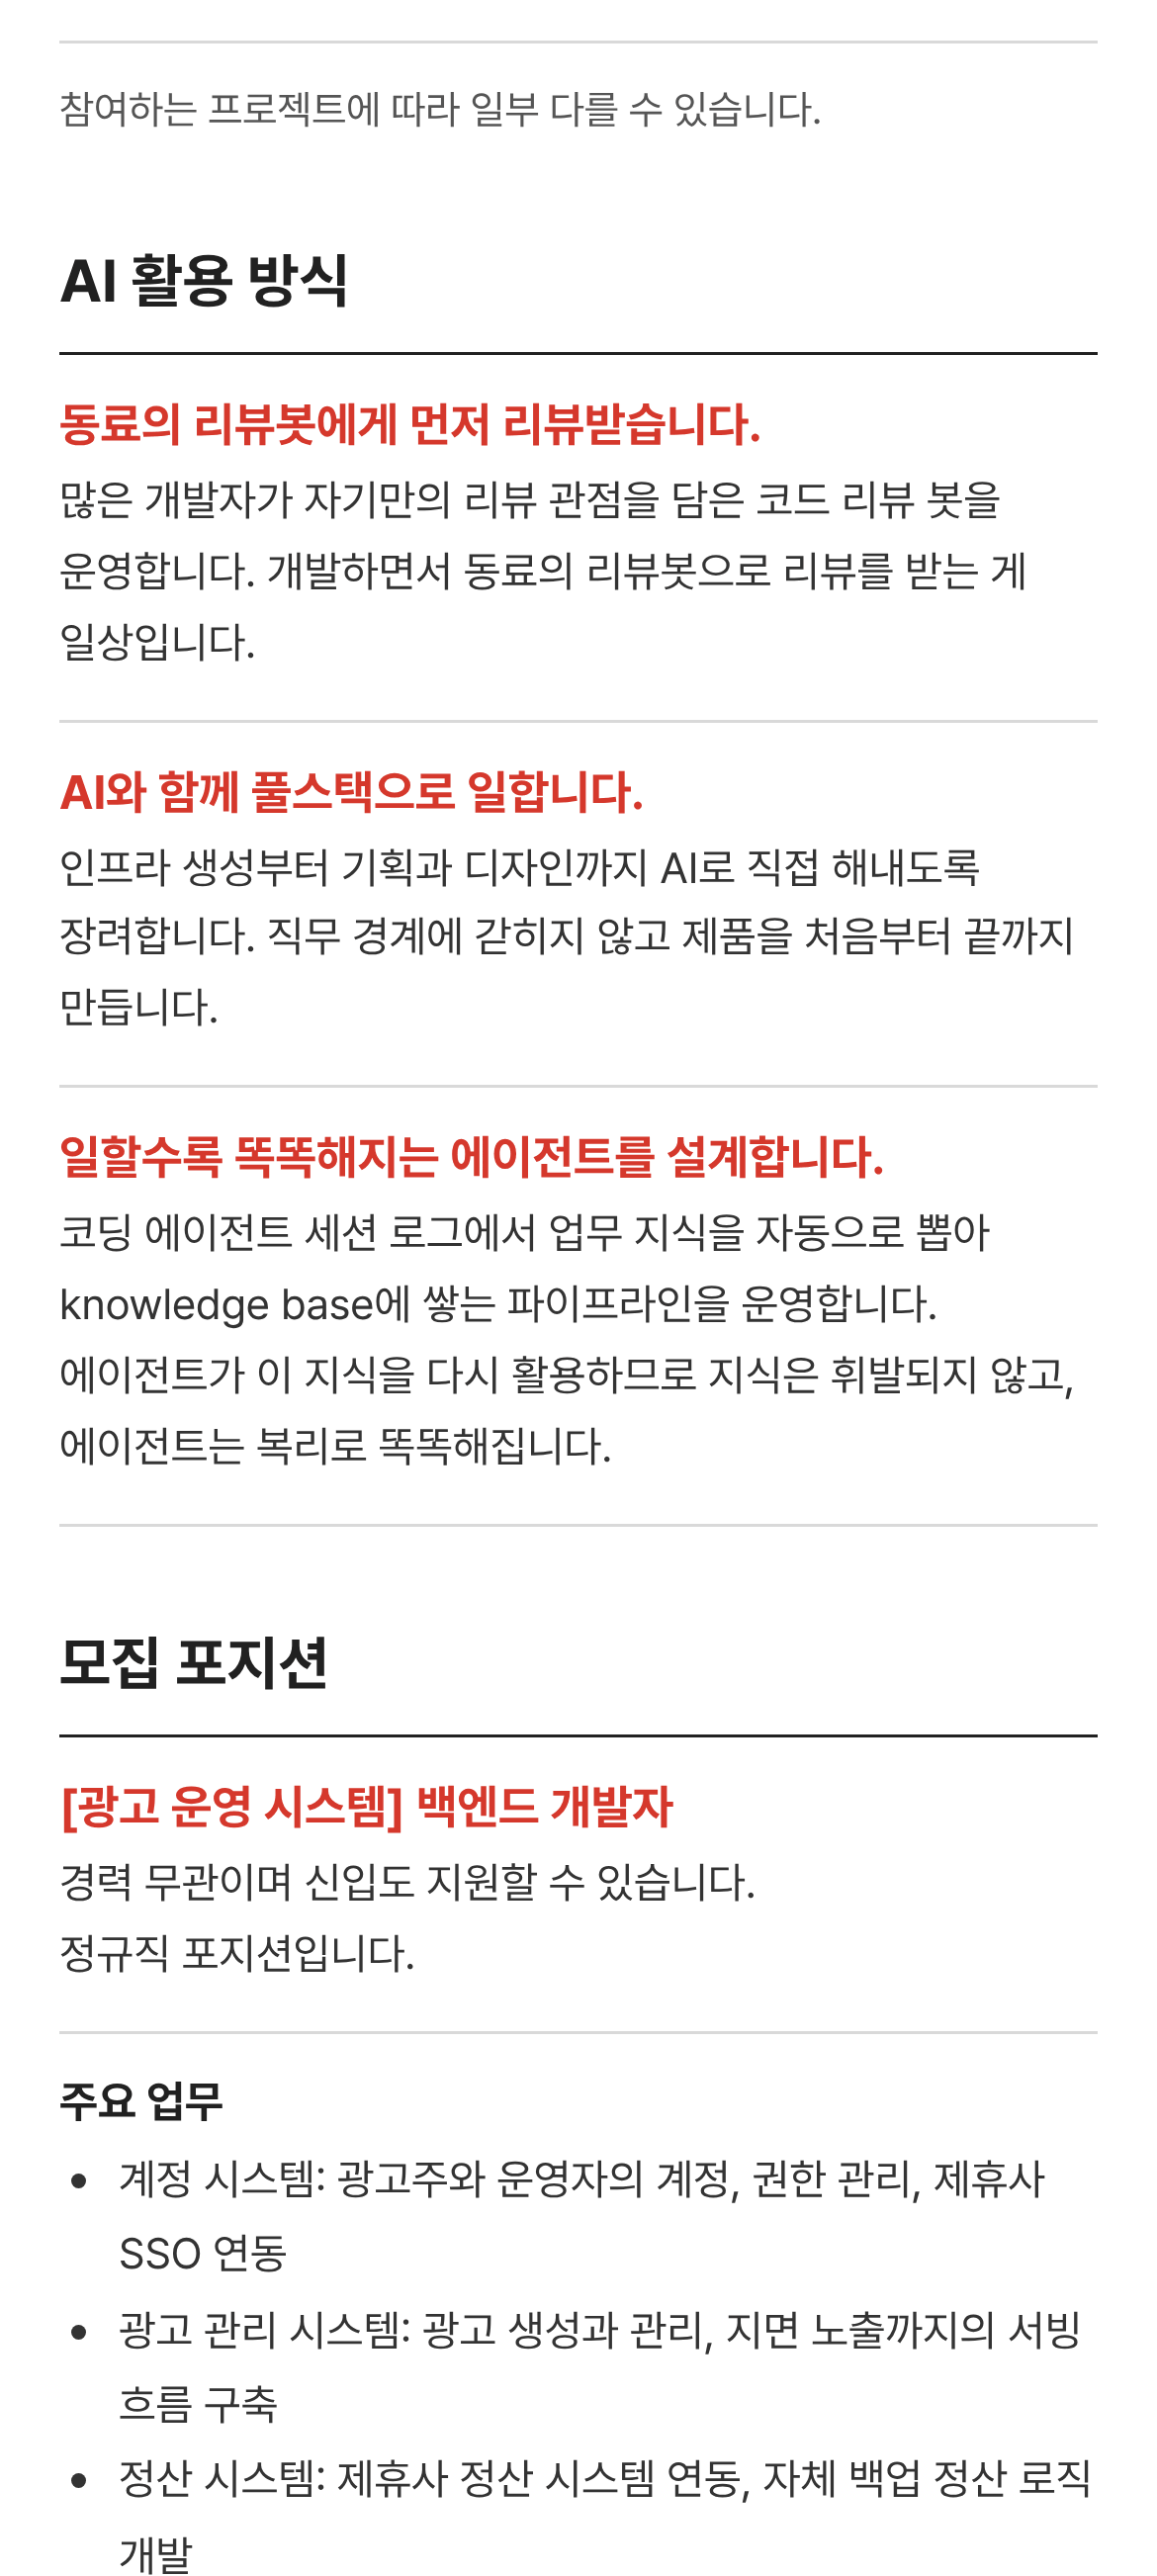 참여하는 프로젝트에 따라 일부 다를 수 있습니다.
AI 활용 방식
동료의 리뷰봇에게 먼저 리뷰받습니다.
많은 개발자가 자기만의 리뷰 관점을 담은 코드 리뷰 봇을
운영합니다. 개발하면서 동료의 리뷰봇으로 리뷰를 받는 게
일상입니다.
AI와 함께 풀스택으로 일합니다.
인프라 생성부터 기획과 디자인까지 AI로 직접 해내도록
장려합니다. 직무 경계에 갇히지 않고 제품을 처음부터 끝까지
만듭니다.
일할수록 똑똑해지는 에이전트를 설계합니다.
코딩 에이전트 세션 로그에서 업무 지식을 자동으로 뽑아
knowledge base에 쌓는 파이프라인을 운영합니다.
에이전트가 이 지식을 다시 활용하므로 지식은 휘발되지 않고,
에이전트는 복리로 똑똑해집니다.
모집 포지션
[광고 운영 시스템] 백엔드 개발자
경력 무관이며 신입도 지원할 수 있습니다.
정규직 포지션입니다.
주요 업무
• 계정 시스템: 광고주와 운영자의 계정, 권한 관리, 제휴사
SSO 연동
• 광고 관리 시스템: 광고 생성과 관리, 지면 노출까지의 서빙
흐름 구축
• 정산 시스템: 제휴사 정산 시스템 연동, 자체 백업 정산 로직
개발